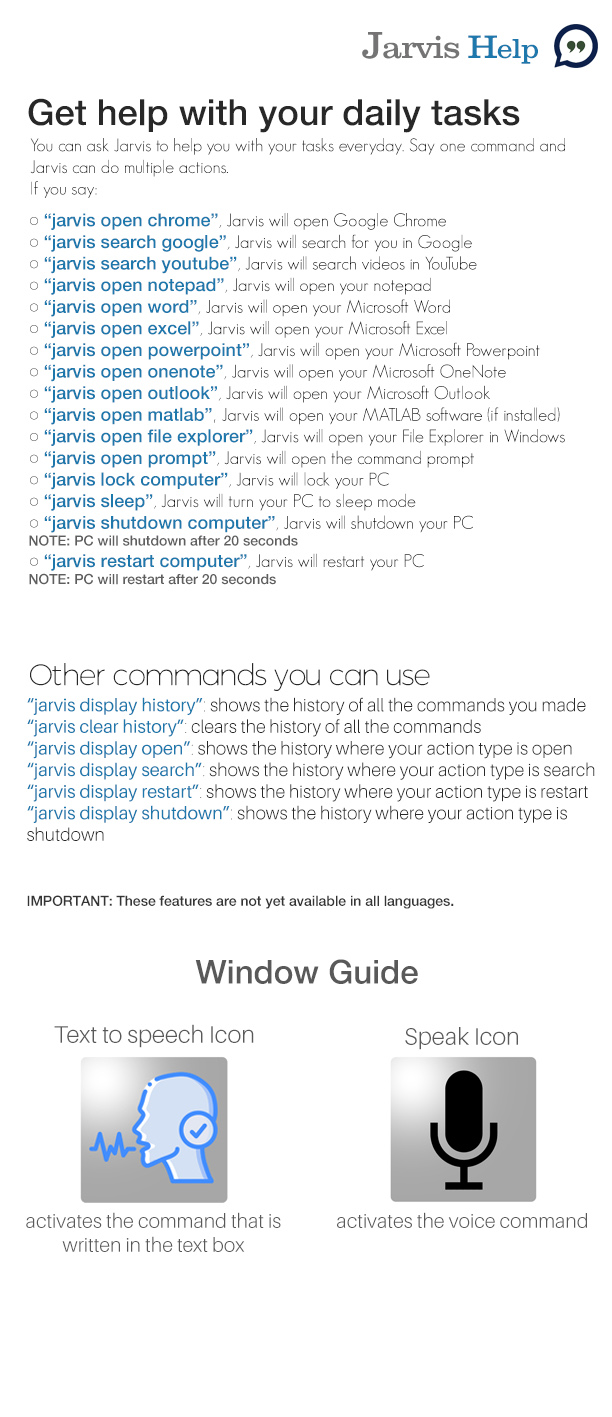 Jarvis Help
Get help with your daily tasks
You can ask Jarvis to help you with your tasks everyday. Say one command and
Jarvis can do multiple actions.
If you say:
○ “jarvis open chrome”, Jarvis will open Google Chrome
○ “jarvis search google”, Jarvis will search for you in Google
○ “jarvis search youtube”, Jarvis will search videos in YouTube
○ “jarvis open notepad”, Jarvis will open your notepad
○ “jarvis open word”, Jarvis will open your Microsoft Word
○ “jarvis open excel”, Jarvis will open your Microsoft Excel
○ “jarvis open powerpoint”, Jarvis will open your Microsoft Powerpoint
○ “jarvis open onenote”, Jarvis will open your Microsoft OneNote
○ “jarvis open outlook”, Jarvis will open your Microsoft Outlook
○ “jarvis open matlab”, Jarvis will open your MATLAB software (if installed)
○ “jarvis open file explorer”, Jarvis will open your File Explorer in Windows
○ “jarvis open prompt”, Jarvis will open the command prompt
○ “jarvis lock computer”, Jarvis will lock your PC
○ “jarvis sleep”, Jarvis will turn your PC to sleep mode
○ “jarvis shutdown computer”, Jarvis will shutdown your PC
NOTE: PC will shutdown after 20 seconds
○ “jarvis restart computer”, Jarvis will restart your PC
NOTE: PC will restart after 20 seconds
Other commands you can use
“jarvis display history”: shows the history of all the commands you made
“jarvis clear history”: clears the history of all the commands
“jarvis display open”: shows the history where your action type is open
“jarvis display search”: shows the history where your action type is search
“jarvis display restart”: shows the history where your action type is restart
“jarvis display shutdown”: shows the history where your action type is
shutdown
IMPORTANT: These features are not yet available in all languages.
Window Guide
Text to speech Icon
Speak Icon
activates the command that is
written in the text box
activates the voice command